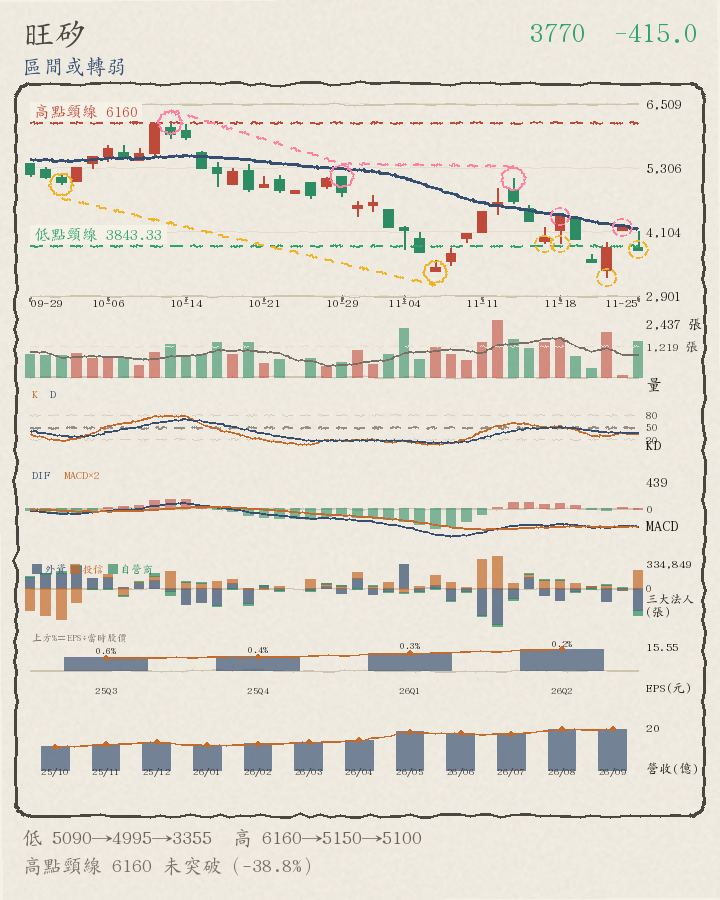 旺矽
3770 -415.0
區間或轉弱
高點頸線 6160
6,509
5,306
低點頸線 3843.33
4,104
2,901
09-29 10-06 10-14 10-21 10-29 11-04 11-11 11-18 11-25
2,437 張
1,219 張
量
K D
80
50
20
KD
DIF MACD×2
439
0
MACD
外資 投信 自營商
334,849
0
三大法人
(張)
上方%=EPS÷當時股價
0.6% 0.4% 0.3% 0.2%
15.55
25Q3 25Q4 26Q1 26Q2
EPS(元)
20
25/10 25/11 25/12 26/01 26/02 26/03 26/04 26/05 26/06 26/07 26/08 26/09
營收(億)
低 5090→4995→3355 高 6160→5150→5100
高點頸線 6160 未突破 (-38.8%)